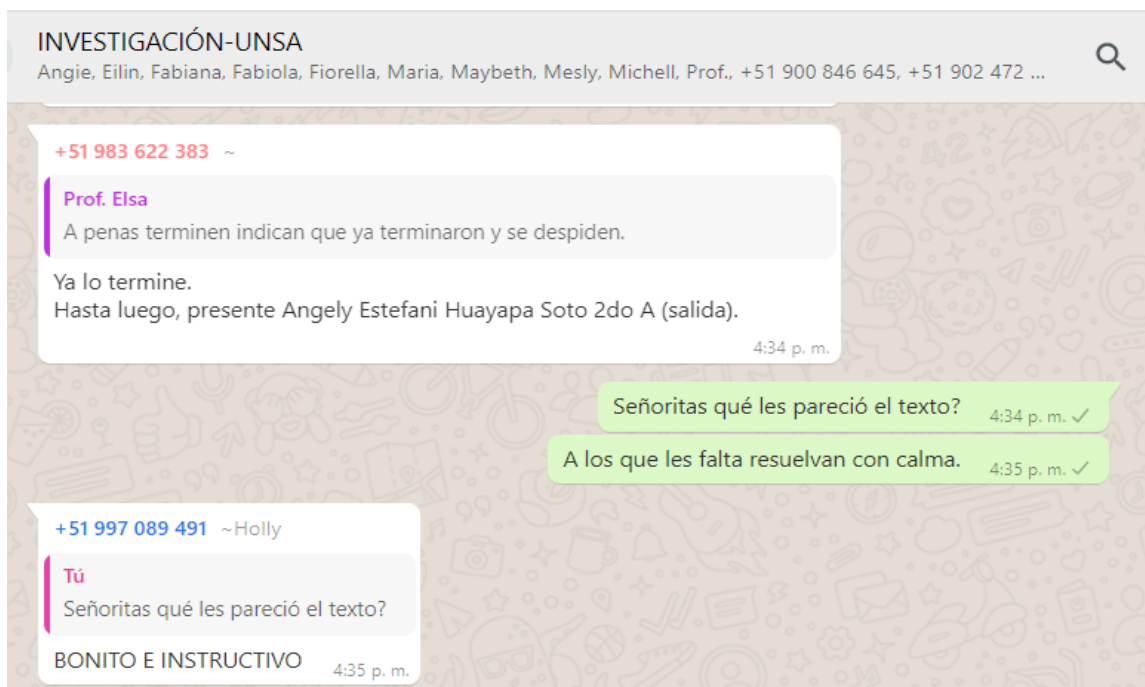 INVESTIGACIÓN-UNSA
Angie, Eilin, Fabiana, Fabiola, Fiorella, Maria, Maybeth, Mesly, Michell, Prof., +51 900 846 645, +51 902 472 ...
+51 983 622 383 ~
Prof. Elsa
A penas terminen indican que ya terminaron y se despiden.
Ya lo termine.
Hasta luego, presente Angely Estefani Huayapa Soto 2do A (salida).
4:34 p. m.
Señoritas qué les pareció el texto? 4:34 p. m.
A los que les falta resuelvan con calma. 4:35 p. m.
+51 997 089 491 ~Holly
Tú
Señoritas qué les pareció el texto?
BONITO E INSTRUCTIVO 4:35 p. m.